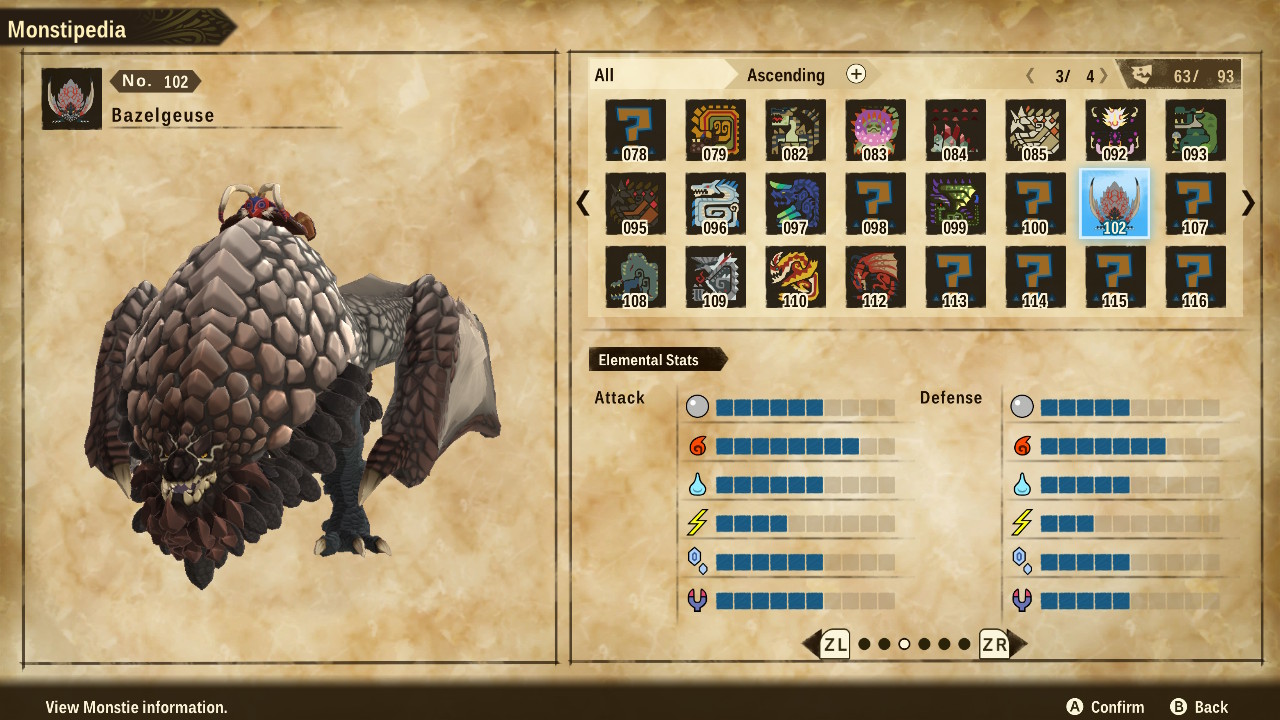 Monstipedia
No. 102
Bazelgeuse
All
Ascending
3/ 4
63/ 93
078 079 082 083 084 085 092 093
095 096 097 098 099 100 102 107
108 109 110 112 113 114 115 116
Elemental Stats
Attack
Defense
ZL
ZR
View Monstie information.
A Confirm
B Back